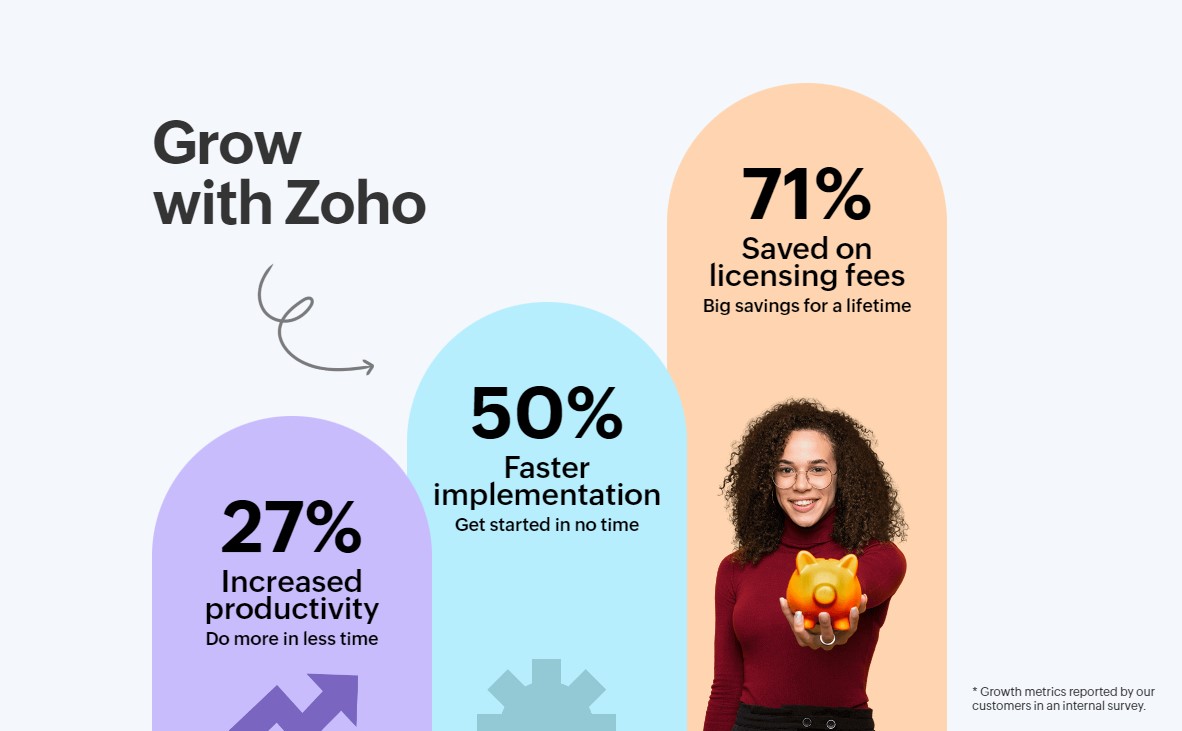 Grow
with Zoho
71%
Saved on
licensing fees
Big savings for a lifetime
50%
Faster
implementation
Get started in no time
27%
Increased
productivity
Do more in less time
* Growth metrics reported by our
customers in an internal survey.